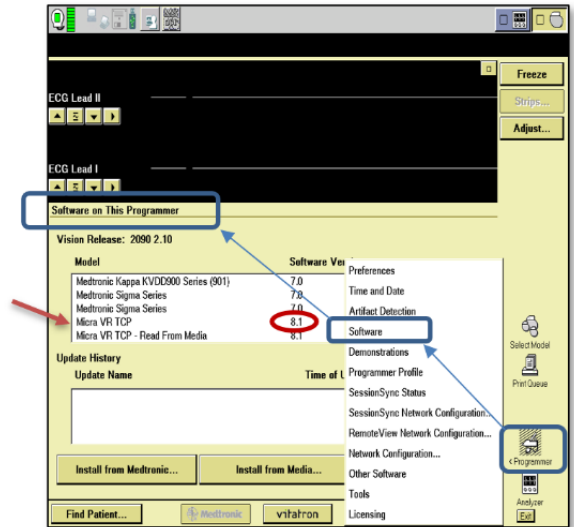 Freeze
ECG Lead II
Strips...
Adjust...
ECG Lead I
Software on This Programmer
Vision Release: 2090 2.10
Model Software Ver
Medtronic Kappa KVDD900 Series (901) 7.0
Medtronic Sigma Series 7.0
Medtronic Sigma Series 7.0
Micra VR TCP 8.1
Micra VR TCP - Read From Media 8.1
Update History
Update Name Time of U
Install from Medtronic... Install from Media...
Find Patient... Medtronic vitatron
Preferences
Time and Date
Artifact Detection
Software
Demonstrations
Programmer Profile
SessionSync Status
SessionSync Network Configuration...
RemoteView Network Configuration...
Network Configuration...
Other Software
Tools
Licensing
Select Model
Print Queue
< Programmer
Analyzer
Exit